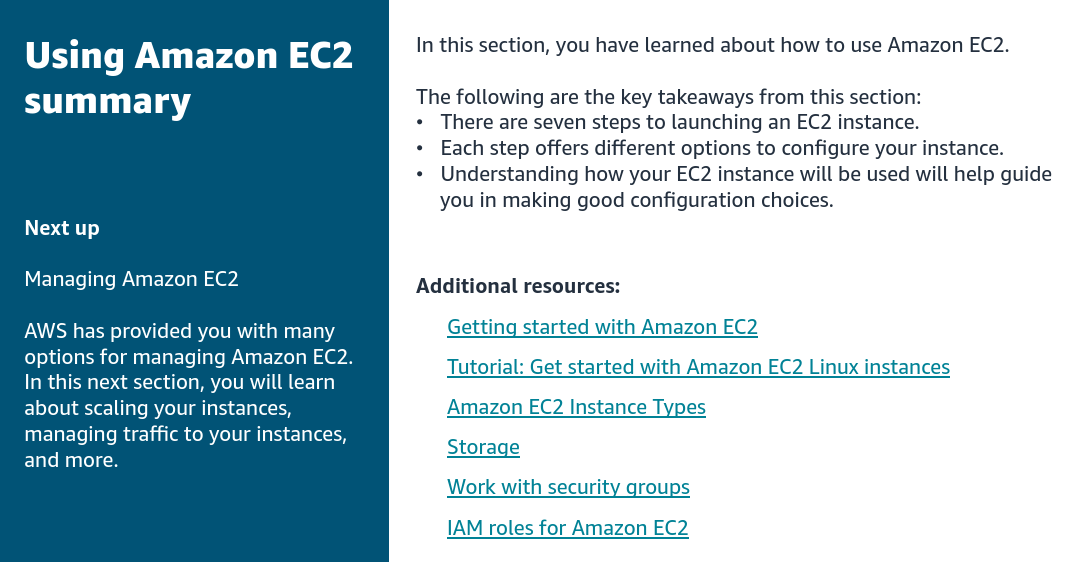 Using Amazon EC2
summary
Next up
Managing Amazon EC2
AWS has provided you with many
options for managing Amazon EC2.
In this next section, you will learn
about scaling your instances,
managing traffic to your instances,
and more.
In this section, you have learned about how to use Amazon EC2.
The following are the key takeaways from this section:
• There are seven steps to launching an EC2 instance.
• Each step offers different options to configure your instance.
• Understanding how your EC2 instance will be used will help guide
you in making good configuration choices.
Additional resources:
Getting started with Amazon EC2
Tutorial: Get started with Amazon EC2 Linux instances
Amazon EC2 Instance Types
Storage
Work with security groups
IAM roles for Amazon EC2